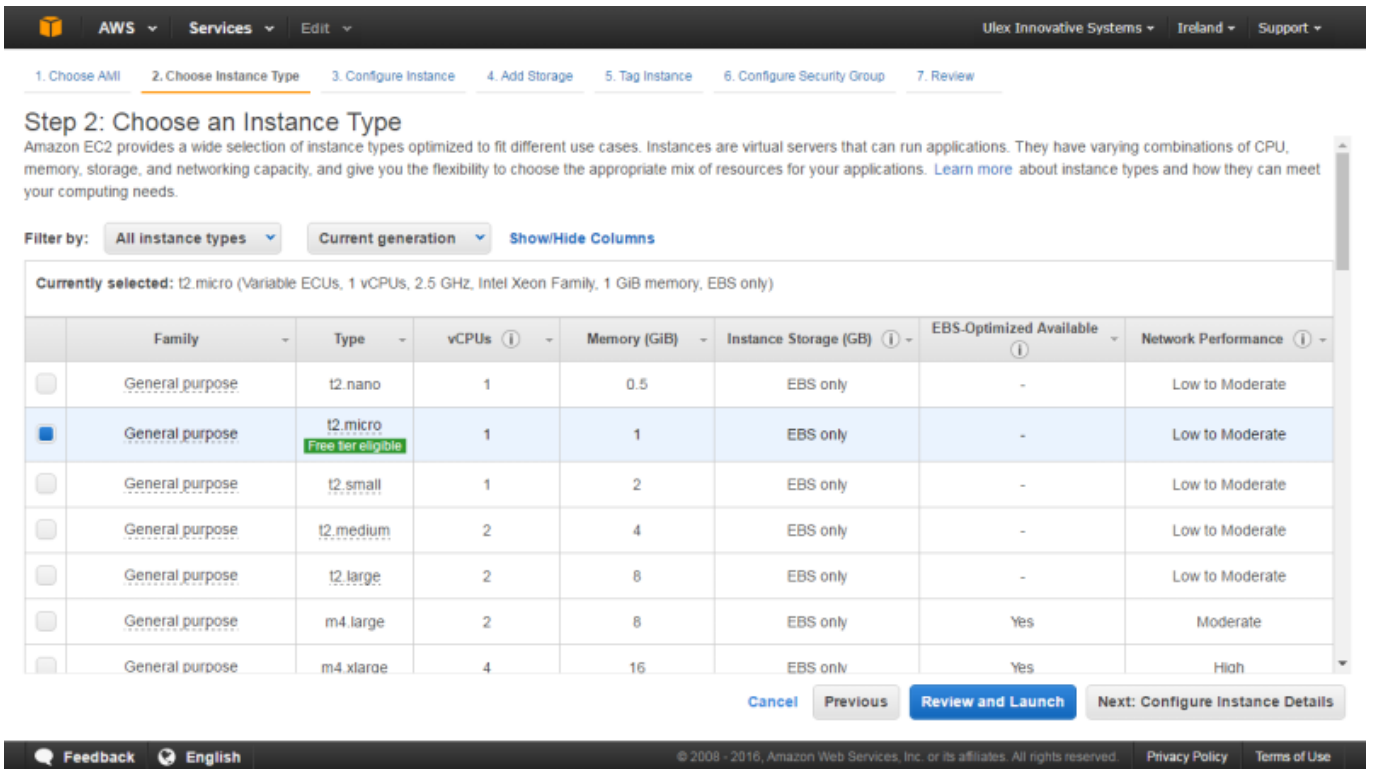 AWS Services Edit Ulex Innovative Systems Ireland Support
1. Choose AMI 2. Choose Instance Type 3. Configure Instance 4. Add Storage 5. Tag Instance 6. Configure Security Group 7. Review
Step 2: Choose an Instance Type
Amazon EC2 provides a wide selection of instance types optimized to fit different use cases. Instances are virtual servers that can run applications. They have varying combinations of CPU,
memory, storage, and networking capacity, and give you the flexibility to choose the appropriate mix of resources for your applications. Learn more about instance types and how they can meet
your computing needs.
Filter by: All instance types Current generation Show/Hide Columns
Currently selected: t2.micro (Variable ECUs, 1 vCPUs, 2.5 GHz, Intel Xeon Family, 1 GiB memory, EBS only)
Family Type vCPUs Memory (GiB) Instance Storage (GB) EBS-Optimized Available Network Performance
General purpose t2.nano 1 0.5 EBS only - Low to Moderate
General purpose t2.micro 1 1 EBS only - Low to Moderate
Free tier eligible
General purpose t2.small 1 2 EBS only - Low to Moderate
General purpose t2.medium 2 4 EBS only - Low to Moderate
General purpose t2.large 2 8 EBS only - Low to Moderate
General purpose m4.large 2 8 EBS only Yes Moderate
General purpose m4.xlarge 4 16 EBS only Yes High
Cancel Previous Review and Launch Next: Configure Instance Details
Feedback English © 2008 - 2016, Amazon Web Services, Inc. or its affiliates. All rights reserved. Privacy Policy Terms of Use